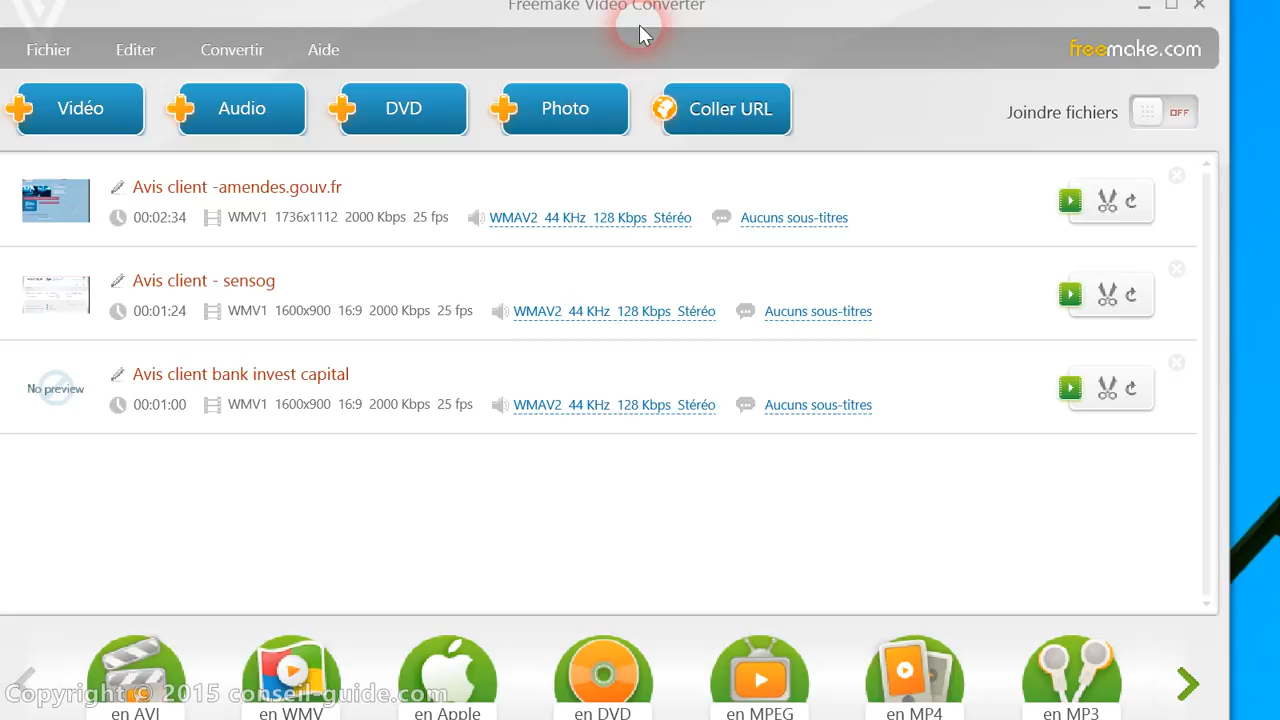 Freemake Video Converter
Fichier Editer Convertir Aide freemake.com
Vidéo Audio DVD Photo Coller URL Joindre fichiers OFF
Avis client -amendes.gouv.fr
00:02:34 WMV1 1736x1112 2000 Kbps 25 fps WMAV2 44 KHz 128 Kbps Stéréo Aucuns sous-titres
Avis client - sensog
00:01:24 WMV1 1600x900 16:9 2000 Kbps 25 fps WMAV2 44 KHz 128 Kbps Stéréo Aucuns sous-titres
No preview
Avis client bank invest capital
00:01:00 WMV1 1600x900 16:9 2000 Kbps 25 fps WMAV2 44 KHz 128 Kbps Stéréo Aucuns sous-titres
Copyright © 2015 conseil-guide.com
en AVI en WMV en Apple en DVD en MPEG en MP4 en MP3